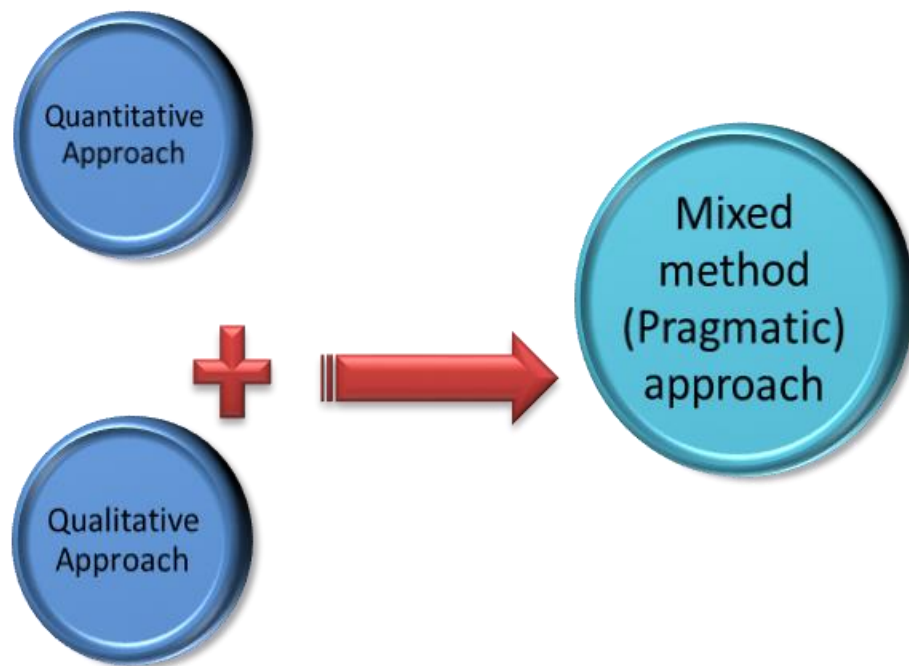 Quantitative
Approach
Mixed
method
(Pragmatic)
approach
Qualitative
Approach